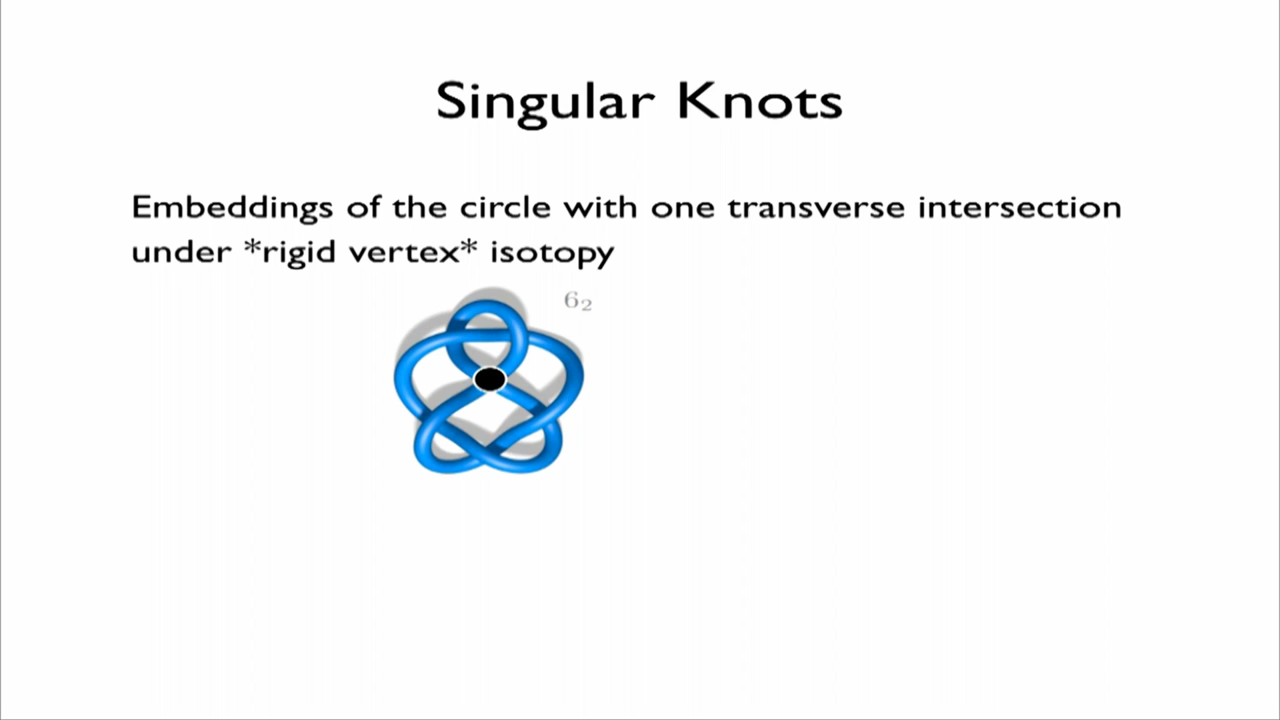 Singular Knots
Embeddings of the circle with one transverse intersection
under *rigid vertex* isotopy
6₂